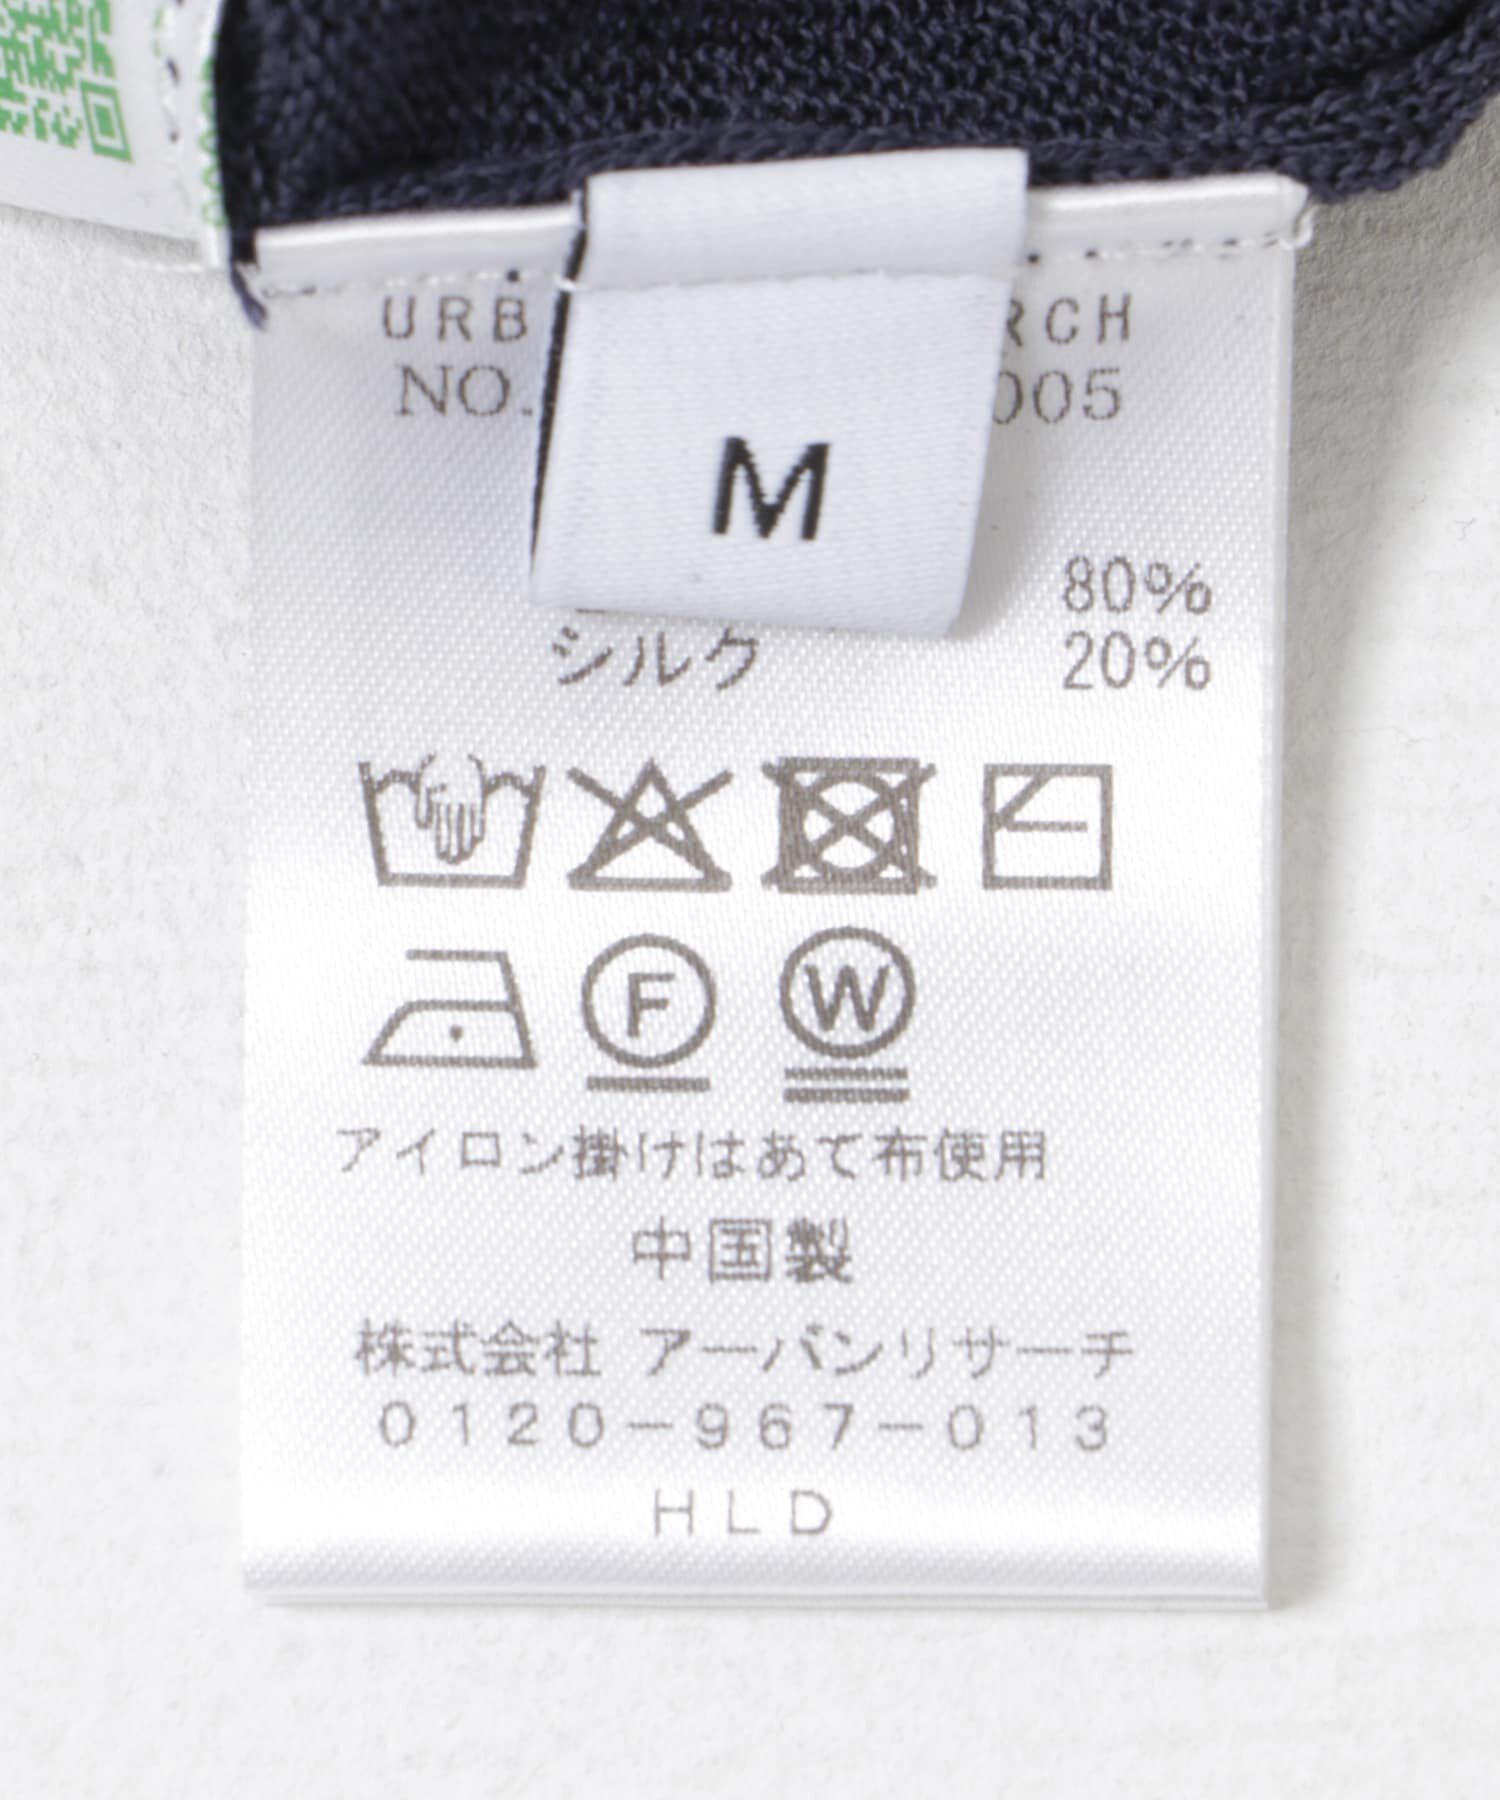 URB RCH
NO. 005
M
80%
シルク 20%
F W
アイロン掛けはあて布使用
中国製
株式会社 アーバンリサーチ
0120-967-013
HLD